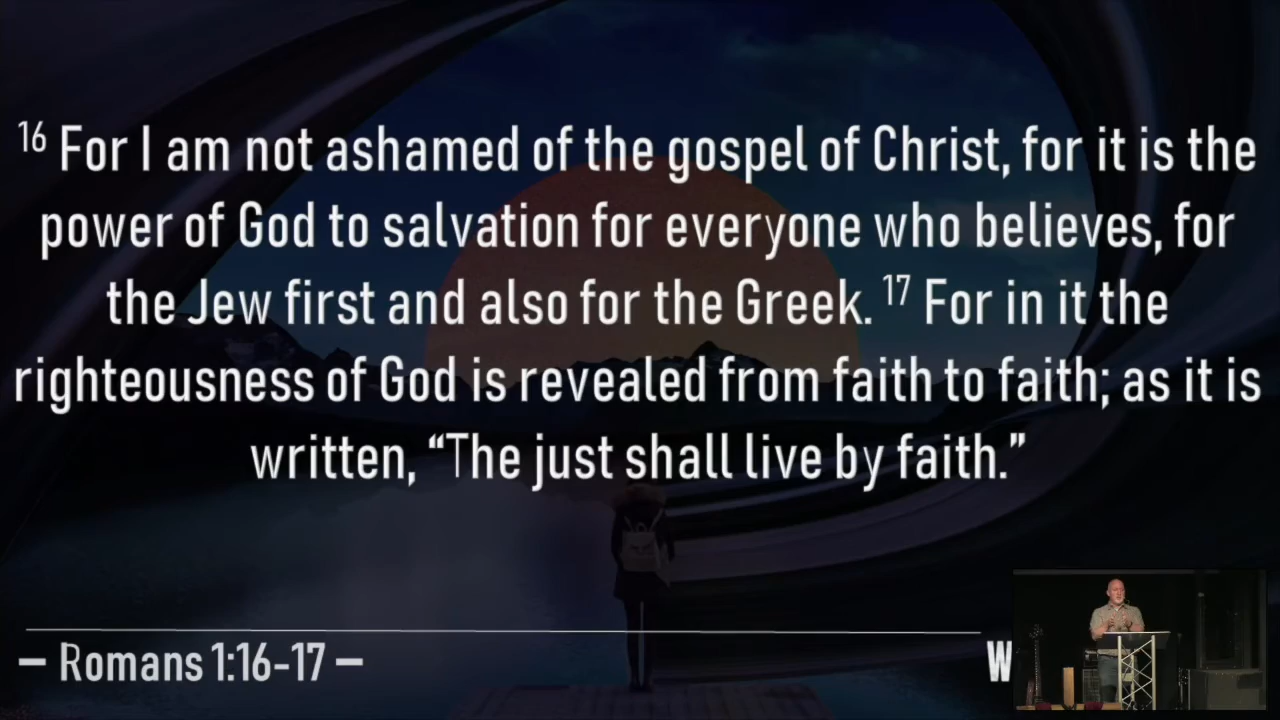 16 For I am not ashamed of the gospel of Christ, for it is the
power of God to salvation for everyone who believes, for
the Jew first and also for the Greek. 17 For in it the
righteousness of God is revealed from faith to faith; as it is
written, “The just shall live by faith.”
– Romans 1:16-17 –